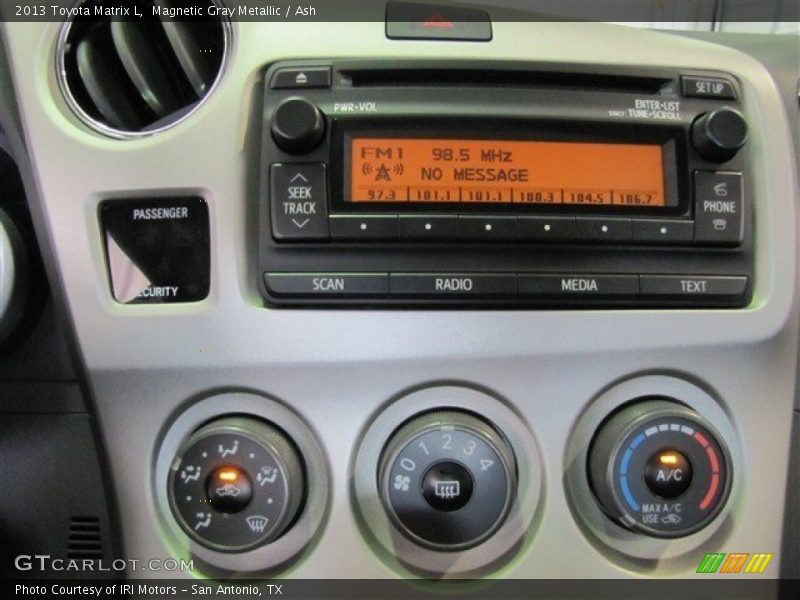 2013 Toyota Matrix L, Magnetic Gray Metallic / Ash
SET UP
PWR•VOL
ENTER•LIST
TUNE•SCROLL
FM1 98.5 MHz
NO MESSAGE
97.3 101.1 101.1 100.3 104.5 106.7
SEEK
TRACK
PHONE
PASSENGER
SCAN RADIO MEDIA TEXT
0 1 2 3 4
A/C
MAX A/C
USE
GTCARLOT.COM
Photo Courtesy of IRI Motors – San Antonio, TX